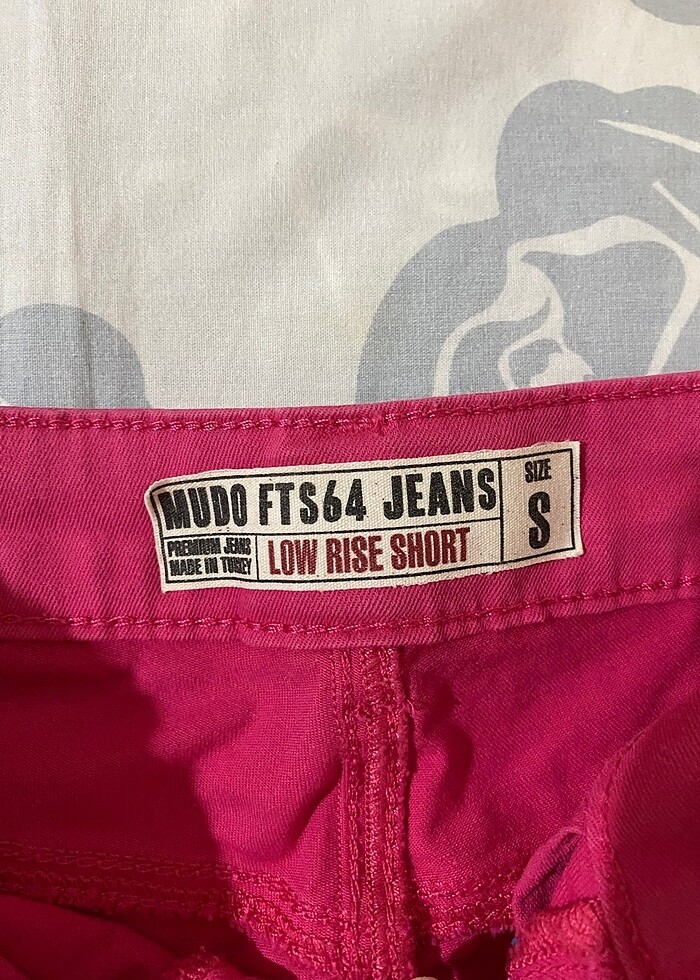 MUDO FTS64 JEANS
PREMIUM JEANS
MADE IN TURKEY
LOW RISE SHORT
SIZE
S